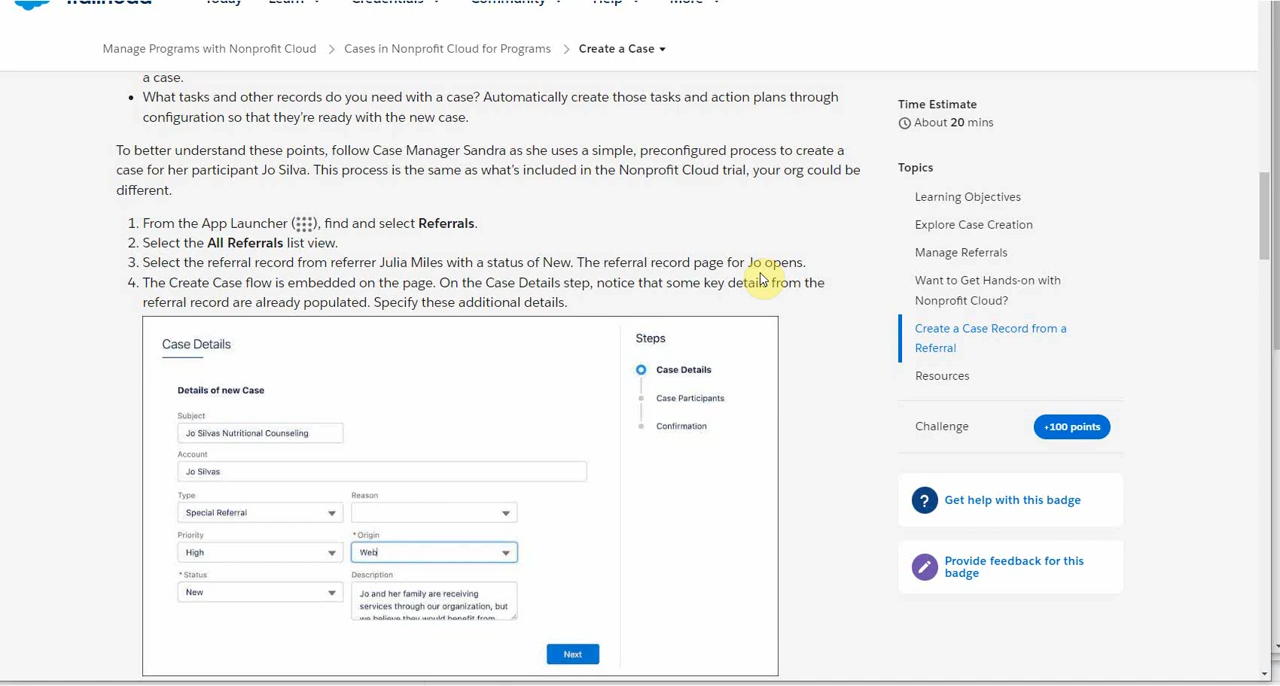 Manage Programs with Nonprofit Cloud > Cases in Nonprofit Cloud for Programs > Create a Case
a case.
• What tasks and other records do you need with a case? Automatically create those tasks and action plans through
configuration so that they're ready with the new case.
To better understand these points, follow Case Manager Sandra as she uses a simple, preconfigured process to create a
case for her participant Jo Silva. This process is the same as what's included in the Nonprofit Cloud trial, your org could be
different.
1. From the App Launcher ( ), find and select Referrals.
2. Select the All Referrals list view.
3. Select the referral record from referrer Julia Miles with a status of New. The referral record page for Jo opens.
4. The Create Case flow is embedded on the page. On the Case Details step, notice that some key details from the
referral record are already populated. Specify these additional details.
Case Details
Details of new Case
Subject
Jo Silvas Nutritional Counseling
Account
Jo Silvas
Type
Reason
Special Referral
Priority
* Origin
High
Web
* Status
Description
New
Jo and her family are receiving
services through our organization, but
we believe they would benefit from
Next
Steps
Case Details
Case Participants
Confirmation
Time Estimate
About 20 mins
Topics
Learning Objectives
Explore Case Creation
Manage Referrals
Want to Get Hands-on with
Nonprofit Cloud?
Create a Case Record from a
Referral
Resources
Challenge
+100 points
? Get help with this badge
Provide feedback for this
badge